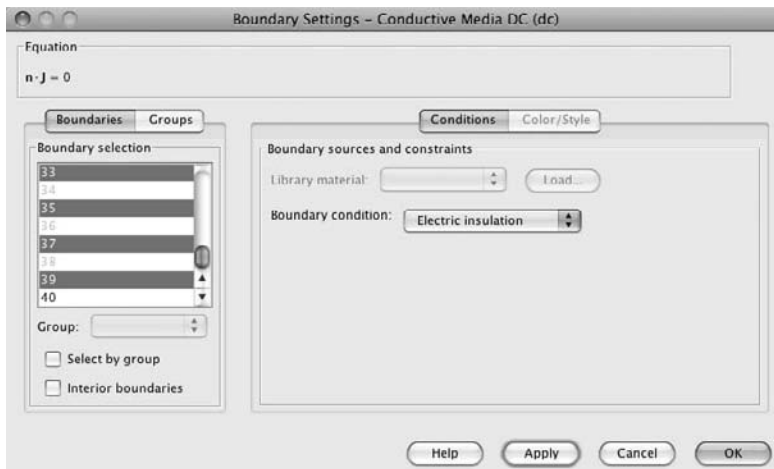 Boundary Settings – Conductive Media DC (dc)
Equation
n · J = 0
Boundaries Groups
Boundary selection
33
34
35
36
37
38
39
40
Group:
Select by group
Interior boundaries
Conditions Color/Style
Boundary sources and constraints
Library material: Load...
Boundary condition: Electric insulation
Help Apply Cancel OK